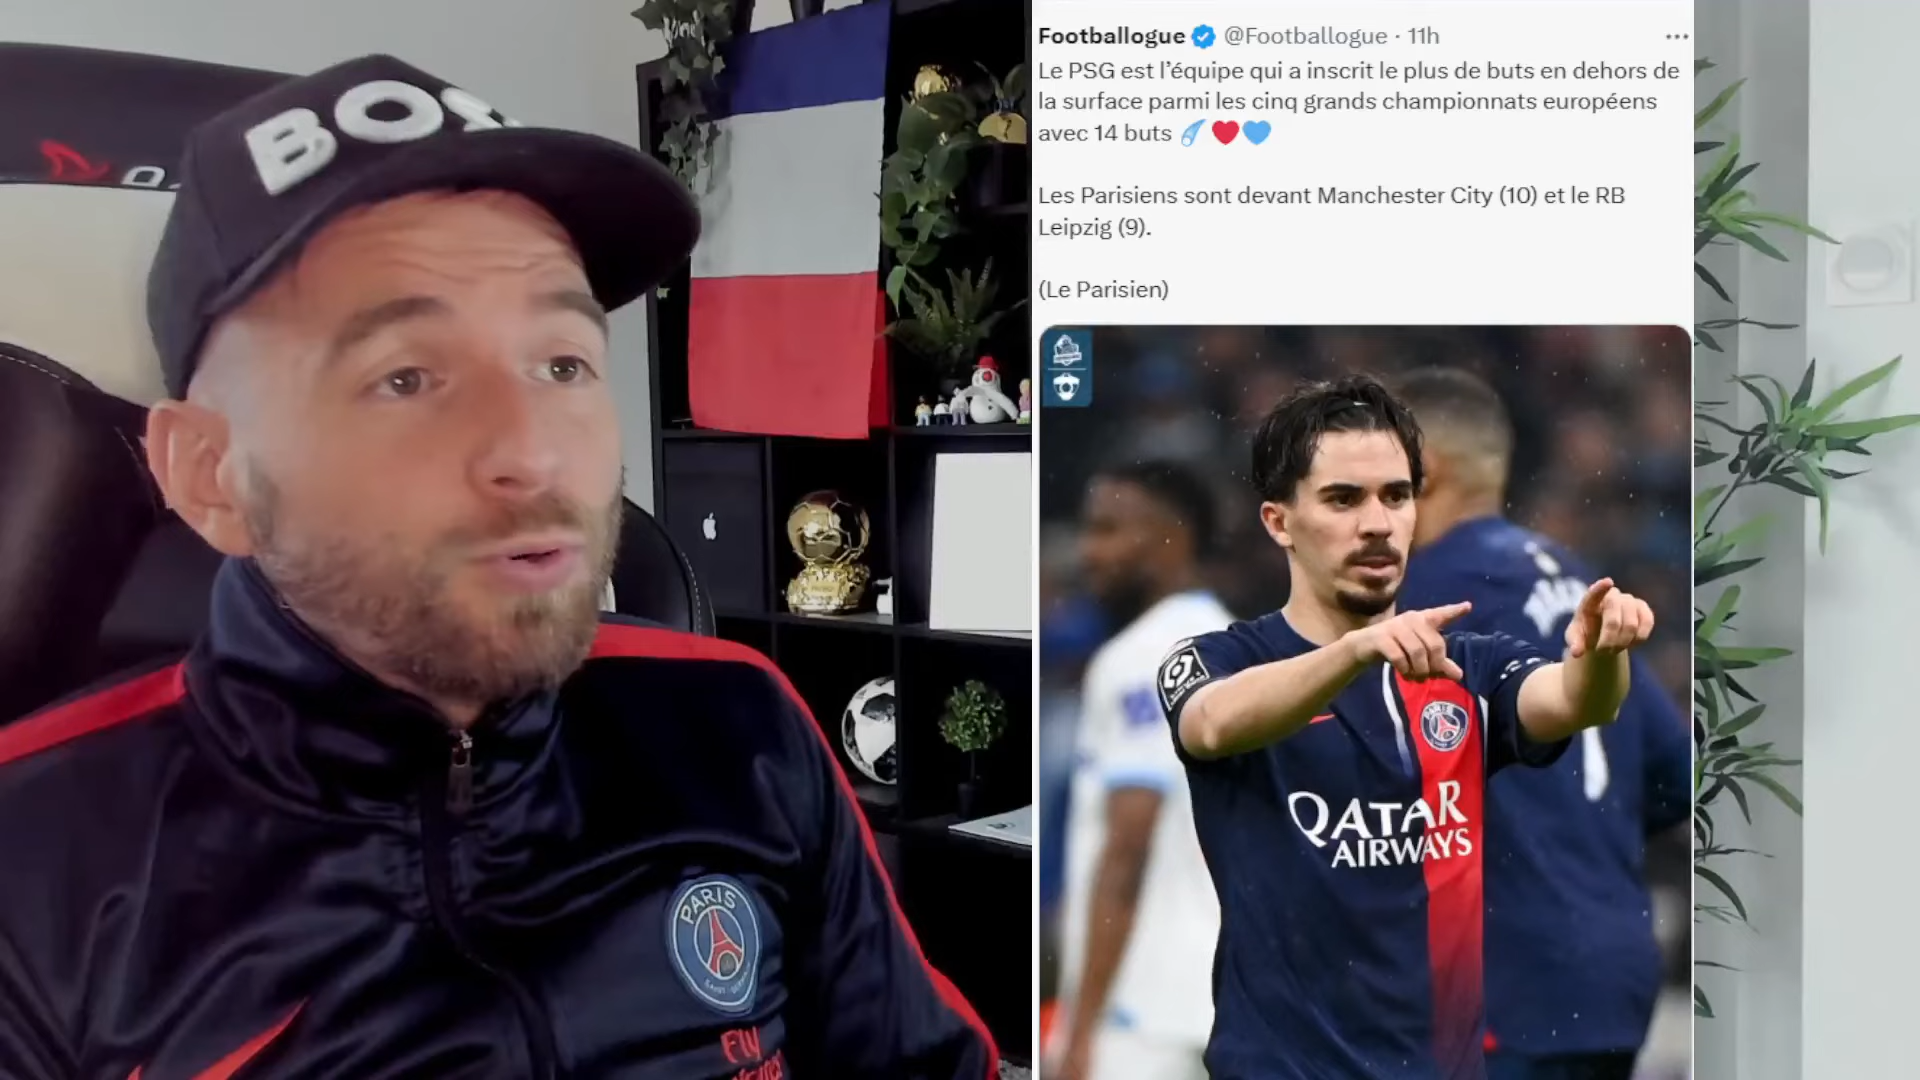 BOS
Footballogue @Footballogue · 11h
Le PSG est l’équipe qui a inscrit le plus de buts en dehors de
la surface parmi les cinq grands championnats européens
avec 14 buts ☄️❤️💙
Les Parisiens sont devant Manchester City (10) et le RB
Leipzig (9).
(Le Parisien)
PARIS
QATAR
AIRWAYS
PARIS
Fly